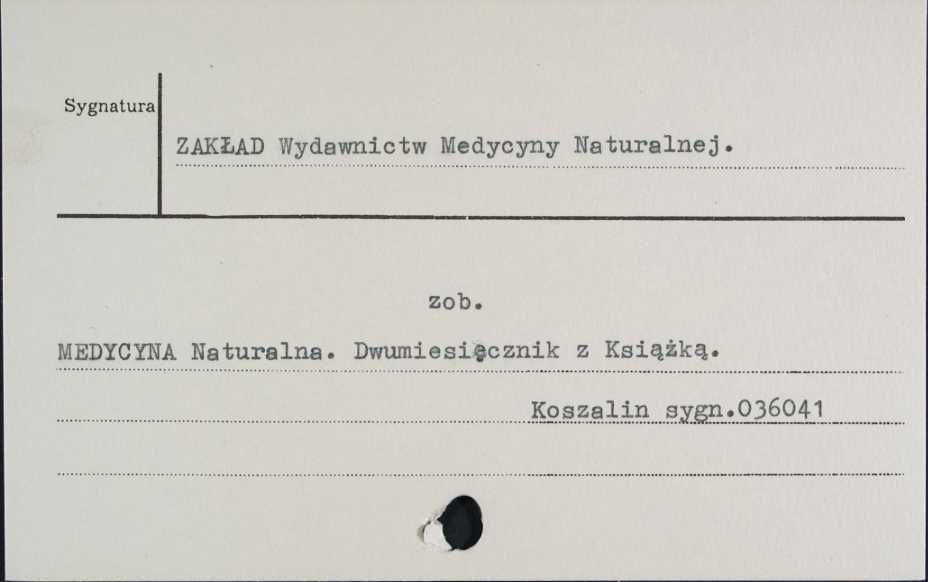 Sygnatura
ZAKŁAD Wydawnictw Medycyny Naturalnej.
zob.
MEDYCYNA Naturalna. Dwumiesięcznik z Książką.
Koszalin sygn.036041